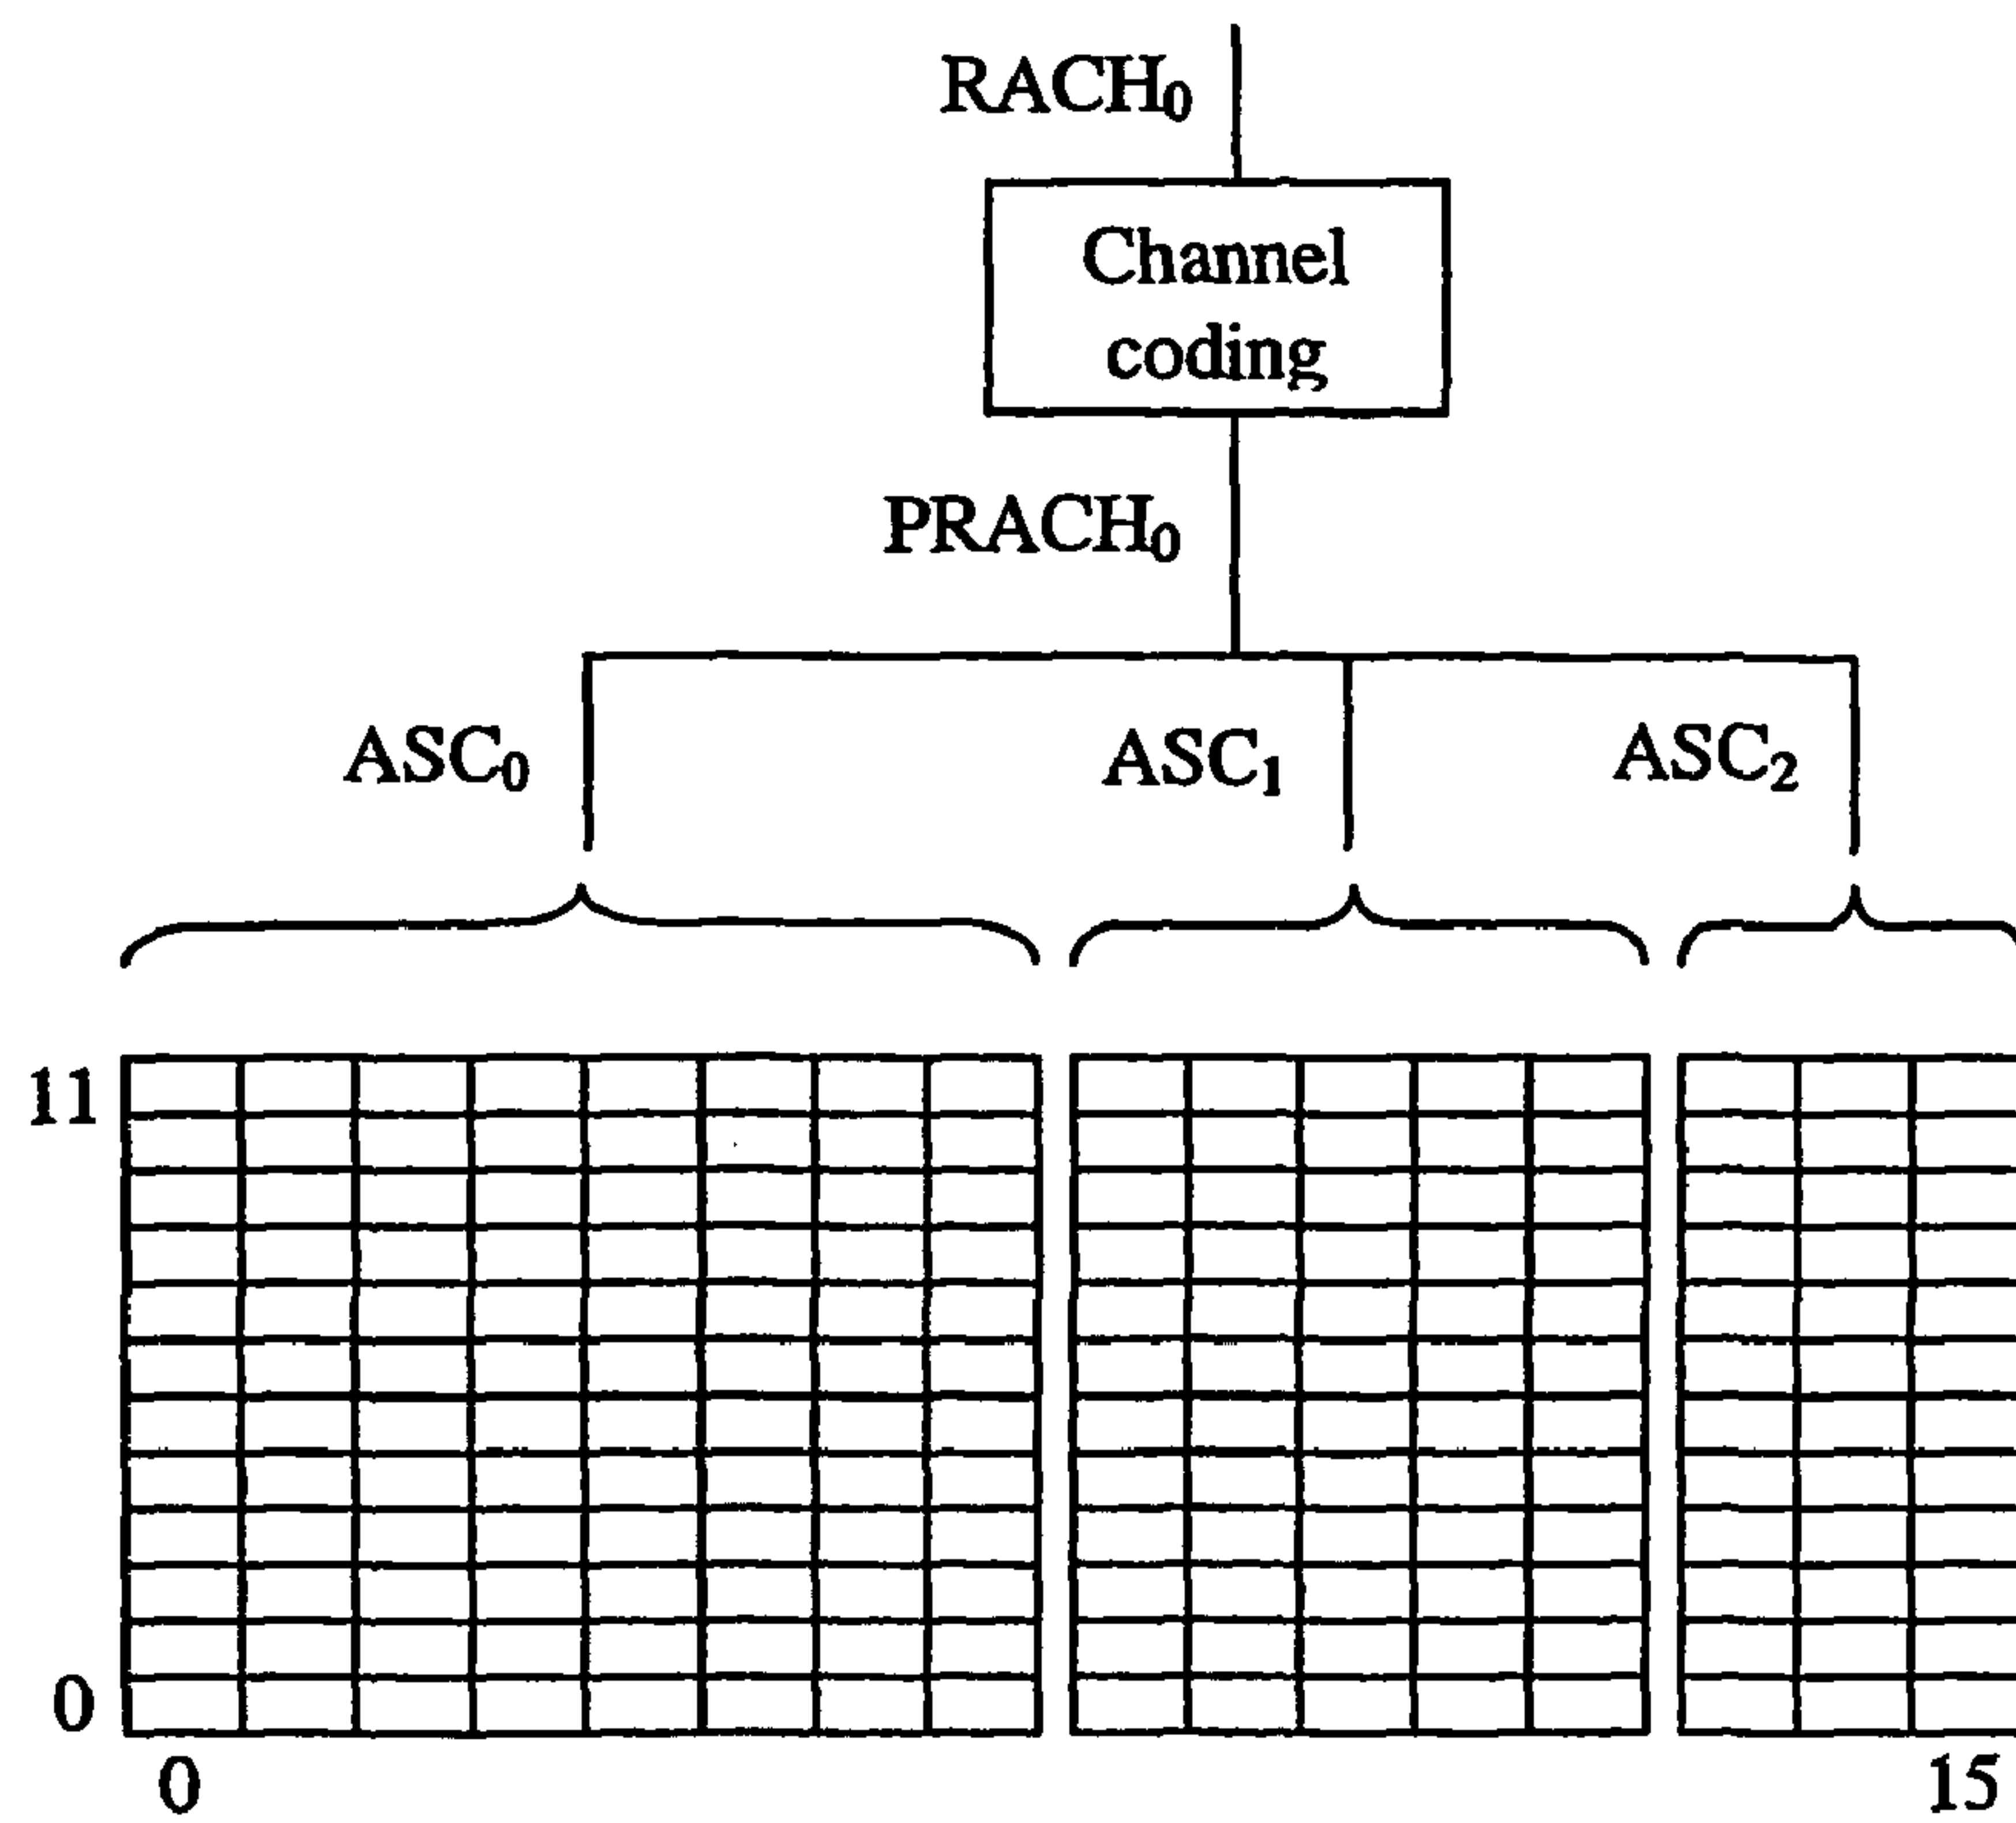 RACH0
Channel
coding
PRACH0
ASC0
ASC1
ASC2
11
0
0
15